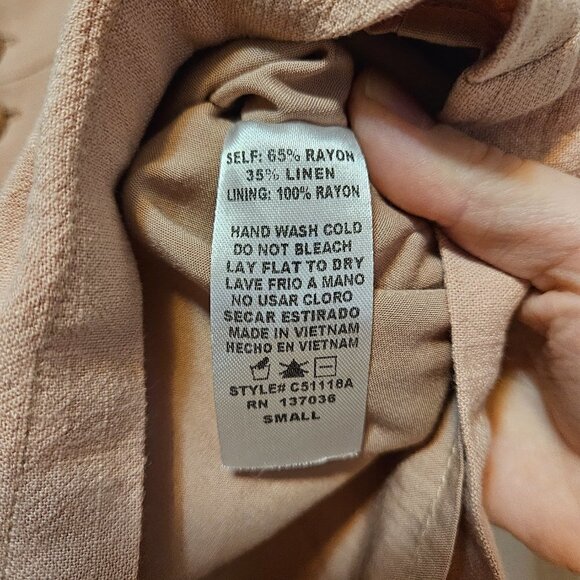 SELF: 65% RAYON
35% LINEN
LINING: 100% RAYON
HAND WASH COLD
DO NOT BLEACH
LAY FLAT TO DRY
LAVE FRIO A MANO
NO USAR CLORO
SECAR ESTIRADO
MADE IN VIETNAM
HECHO EN VIETNAM
STYLE# C51118A
RN 137036
SMALL